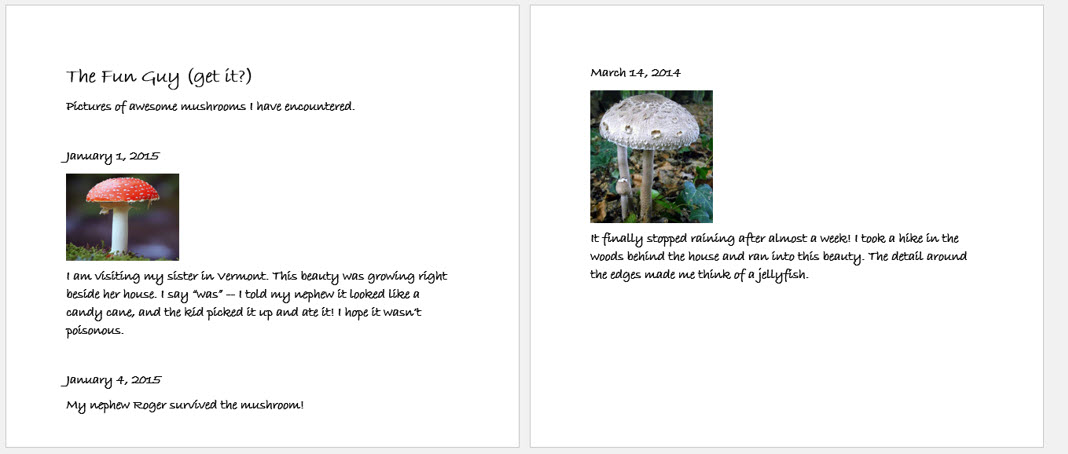 The Fun Guy (get it?)
Pictures of awesome mushrooms I have encountered.
January 1, 2015
I am visiting my sister in Vermont. This beauty was growing right
beside her house. I say "was" -- I told my nephew it looked like a
candy cane, and the kid picked it up and ate it! I hope it wasn't
poisonous.
January 4, 2015
My nephew Roger survived the mushroom!
March 14, 2014
It finally stopped raining after almost a week! I took a hike in the
woods behind the house and ran into this beauty. The detail around
the edges made me think of a jellyfish.